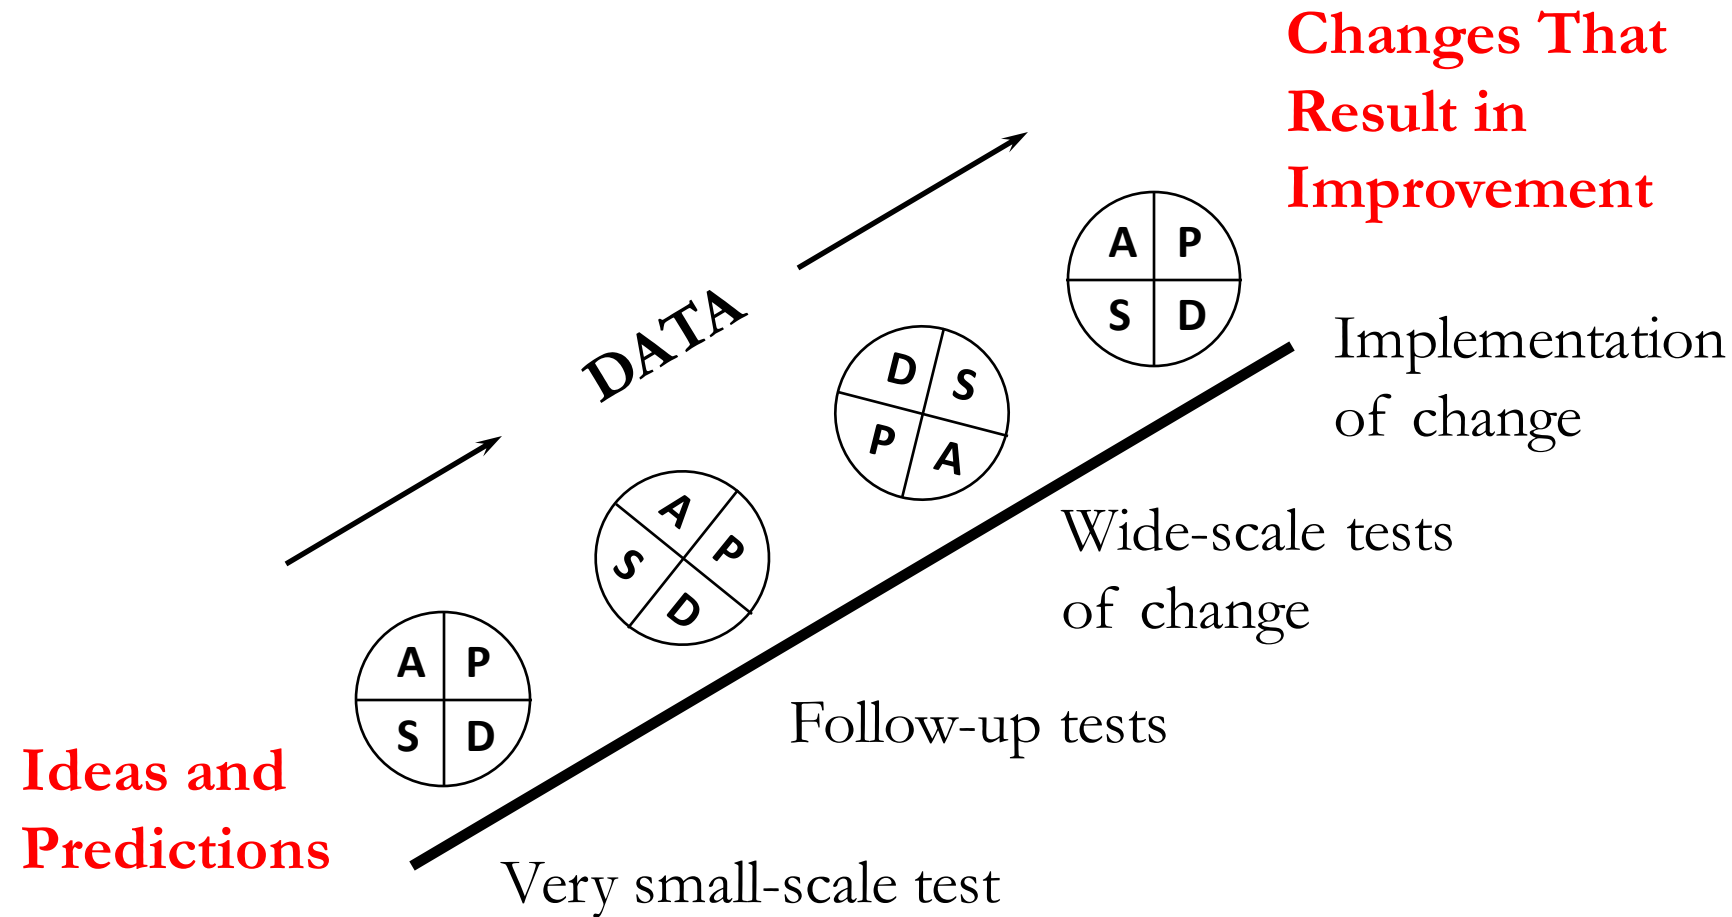 Changes That
Result in
Improvement
DATA
A P
S D
Implementation
of change
D S
P A
Wide-scale tests
of change
A
S P
D
Follow-up tests
A P
S D
Ideas and
Predictions
Very small-scale test